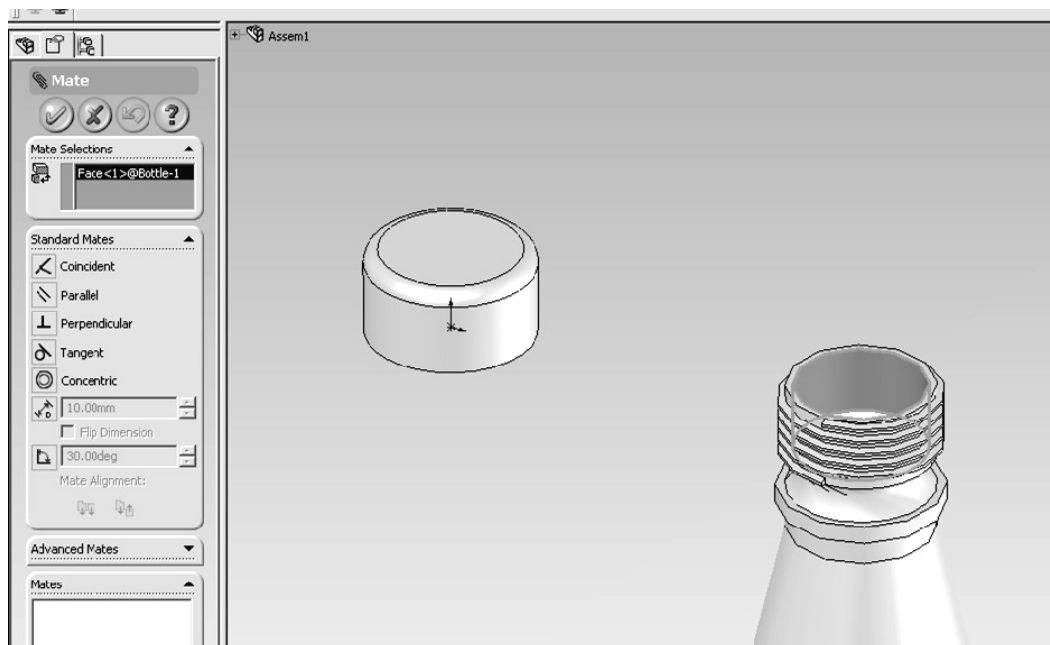 Assem1
Mate
?
Mate Selections
Face<1>@Bottle-1
Standard Mates
Coincident
Parallel
Perpendicular
Tangent
Concentric
10.00mm
Flip Dimension
30.00deg
Mate Alignment:
Advanced Mates
Mates